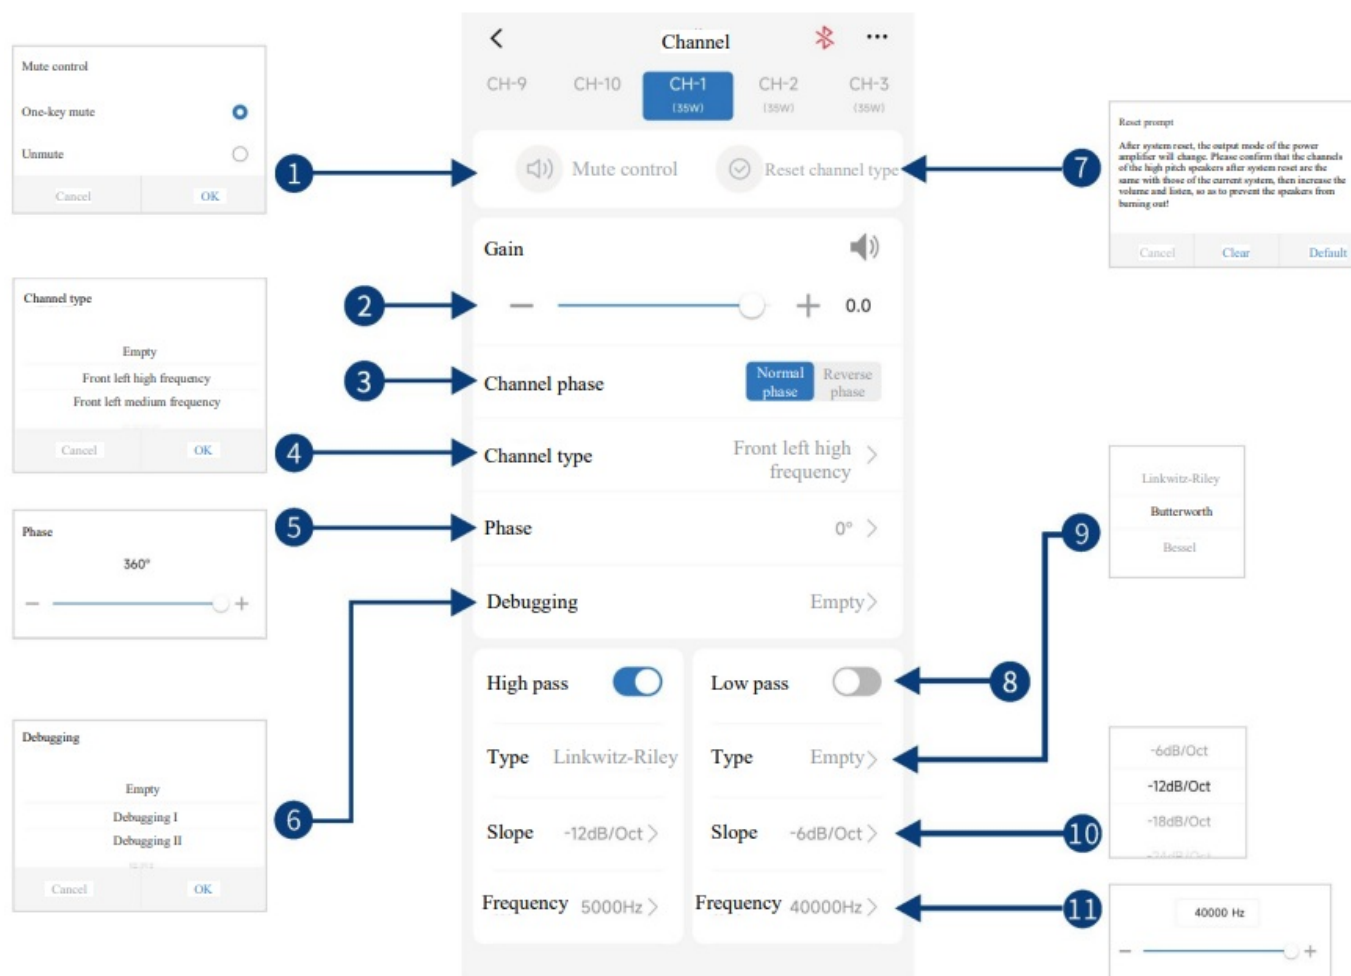 Channel
CH-9 CH-10 CH-1 CH-2 CH-3
(35W) (35W) (35W)
Mute control
One-key mute
Unmute
Cancel OK
1
Mute control Reset channel type
7
Reset prompt
After system reset, the output mode of the power
amplifier will change. Please confirm that the channels
of the high pitch speakers after system reset are the
same with those of the current system, then increase the
volume and listen, so as to prevent the speakers from
burning out!
Cancel Clear Default
Gain
2
0.0
Channel type
Empty
Front left high frequency
Front left medium frequency
Cancel OK
3
Channel phase
Normal
phase
Reverse
phase
4
Channel type
Front left high
frequency
Phase
360°
5
Phase 0°
6
Debugging Empty
Debugging
Empty
Debugging I
Debugging II
Cancel OK
High pass
Type Linkwitz-Riley
Slope -12dB/Oct
Frequency 5000Hz
Low pass
Type Empty
Slope -6dB/Oct
Frequency 40000Hz
8
9
Linkwitz-Riley
Butterworth
Bessel
10
-6dB/Oct
-12dB/Oct
-18dB/Oct
11
40000 Hz